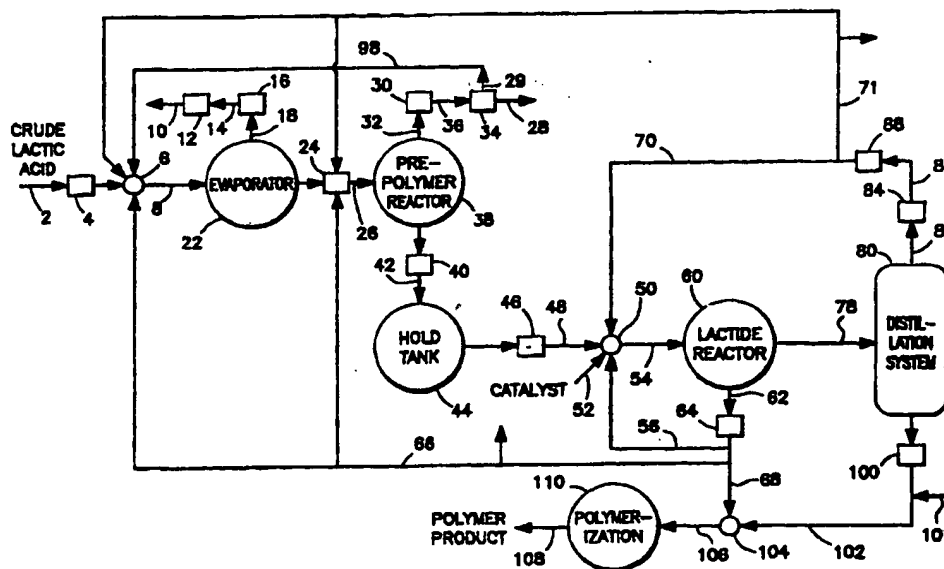 98
16
30
29
71
CRUDE
LACTIC
ACID
10
12
14
18
32
36
34
28
70
88
24
84
6
EVAPORATOR
PRE-
POLYMER
REACTOR
2
4
8
22
26
38
80
42
40
60
HOLD
TANK
46
48
50
LACTIDE
REACTOR
78
DISTIL-
LATION
SYSTEM
44
CATALYST
52
54
62
64
56
66
68
100
110
POLYMER
PRODUCT
POLYMER-
IZATION
108
106
104
102